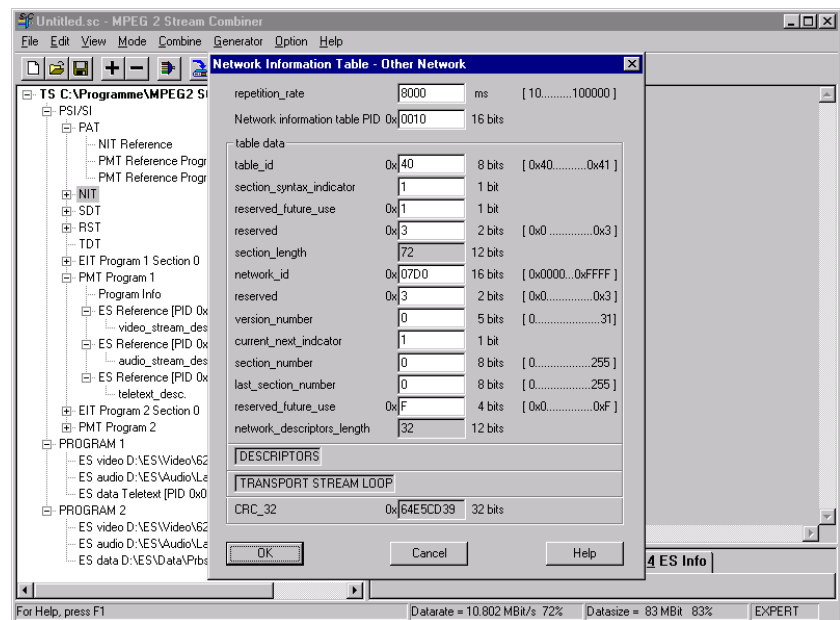 Untitled.sc - MPEG 2 Stream Combiner
File Edit View Mode Combine Generator Option Help
Network Information Table - Other Network
TS C:\Programme\MPEG2 S
PSI/SI
PAT
NIT Reference
PMT Reference Progr
PMT Reference Progr
NIT
SDT
RST
TDT
EIT Program 1 Section 0
PMT Program 1
Program Info
ES Reference [PID 0x
video_stream_des
ES Reference [PID 0x
audio_stream_des
ES Reference [PID 0x
teletext_desc.
EIT Program 2 Section 0
PMT Program 2
PROGRAM 1
ES video D:\ES\Video\62
ES audio D:\ES\Audio\La
ES data Teletext [PID 0x0
PROGRAM 2
ES video D:\ES\Video\62
ES audio D:\ES\Audio\La
ES data D:\ES\Data\Prbs
repetition_rate 8000 ms [ 10.........100000 ]
Network information table PID 0x 0010 16 bits
table data
table_id 0x 40 8 bits [ 0x40..........0x41 ]
section_syntax_indicator 1 1 bit
reserved_future_use 0x 1 1 bit
reserved 0x 3 2 bits [ 0x0 .............0x3 ]
section_length 72 12 bits
network_id 0x 07D0 16 bits [ 0x0000...0xFFFF ]
reserved 0x 3 2 bits [ 0x0..............0x3 ]
version_number 0 5 bits [ 0...................31]
current_next_indcator 1 1 bit
section_number 0 8 bits [ 0................255 ]
last_section_number 0 8 bits [ 0................255 ]
reserved_future_use 0x F 4 bits [ 0x0..............0xF ]
network_descriptors_length 32 12 bits
DESCRIPTORS
TRANSPORT STREAM LOOP
CRC_32 0x 64E5CD39 32 bits
OK Cancel Help
4 ES Info
For Help, press F1 Datarate = 10.802 MBit/s 72% Datasize = 83 MBit 83% EXPERT